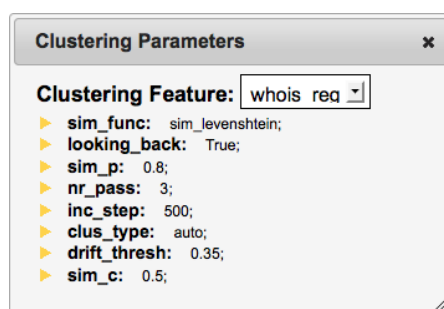 Clustering Parameters ×
Clustering Feature: whois_reg
sim_func: sim_levenshtein;
looking_back: True;
sim_p: 0.8;
nr_pass: 3;
inc_step: 500;
clus_type: auto;
drift_thresh: 0.35;
sim_c: 0.5;